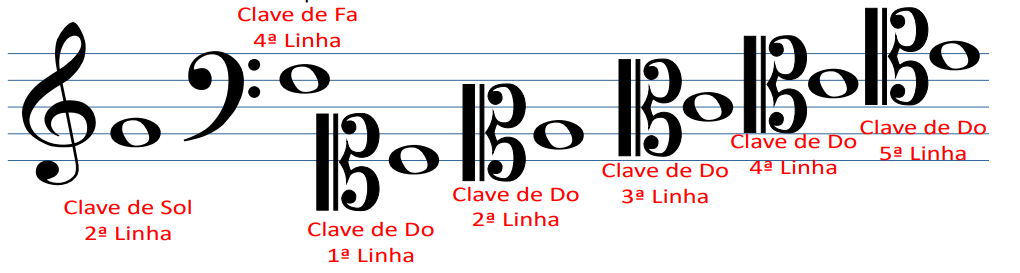 Clave de Fa
4ª Linha
Clave de Sol
2ª Linha
Clave de Do
1ª Linha
Clave de Do
2ª Linha
Clave de Do
3ª Linha
Clave de Do
4ª Linha
Clave de Do
5ª Linha